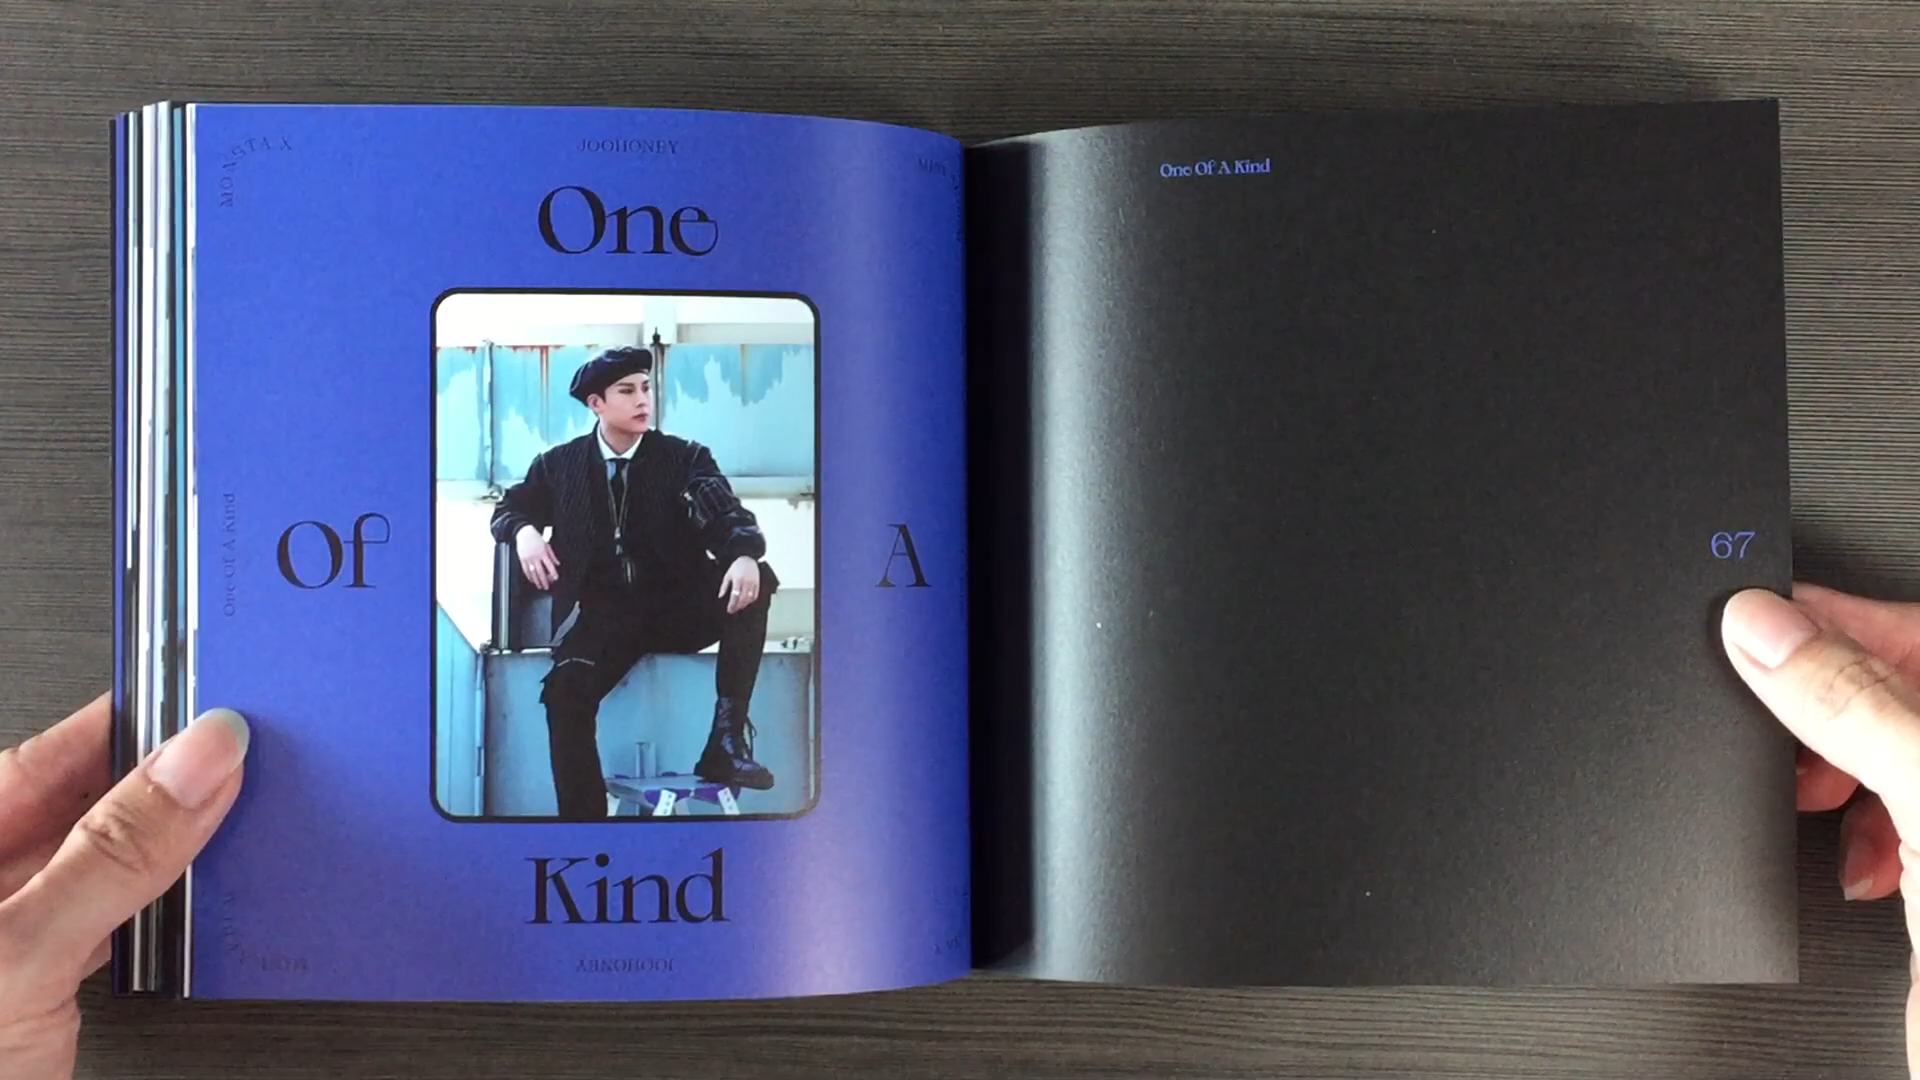 MONSTA X
JOOHONEY
One
One Of A Kind
Of
A
Kind
JOOHONEY
One Of A Kind
67